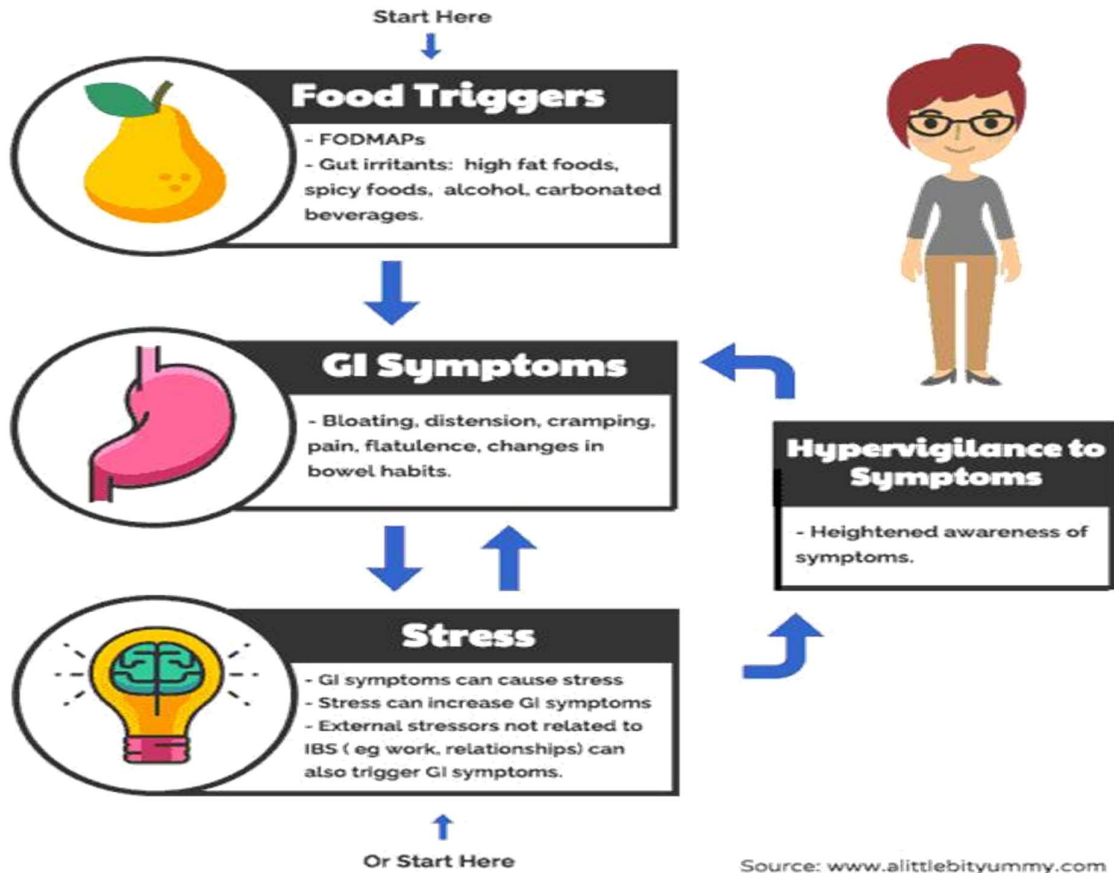 Start Here
Food Triggers
- FODMAPs
- Gut irritants: high fat foods,
spicy foods, alcohol, carbonated
beverages.
GI Symptoms
- Bloating, distension, cramping,
pain, flatulence, changes in
bowel habits.
Hypervigilance to
Symptoms
- Heightened awareness of
symptoms.
Stress
- GI symptoms can cause stress
- Stress can increase GI symptoms
- External stressors not related to
IBS ( eg work, relationships) can
also trigger GI symptoms.
Or Start Here
Source: www.alittlebityummy.com